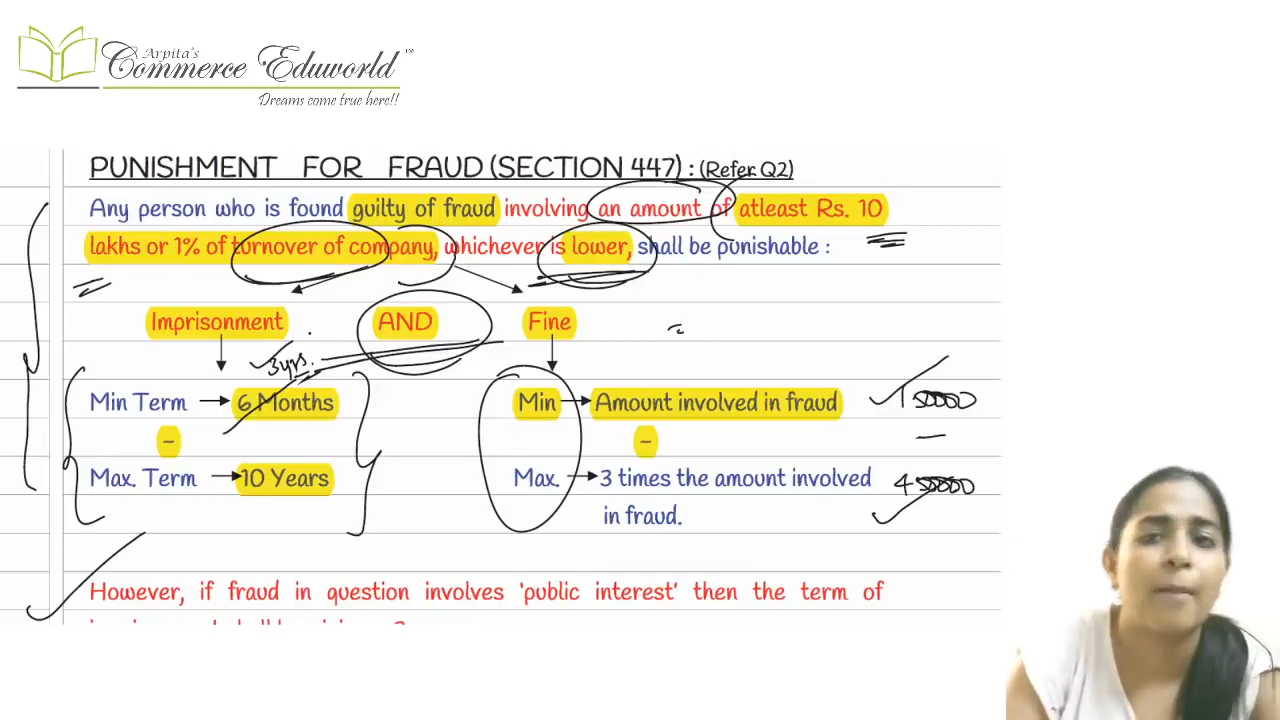 Arpita's
Commerce Eduworld™
Dreams come true here!!
PUNISHMENT FOR FRAUD (SECTION 447) : (Refer Q2)
Any person who is found guilty of fraud involving an amount of atleast Rs. 10
lakhs or 1% of turnover of company, whichever is lower, shall be punishable :
Imprisonment AND Fine
3 yrs.
Min Term → 6 Months Min → Amount involved in fraud
- -
Max. Term → 10 Years Max. → 3 times the amount involved
in fraud.
However, if fraud in question involves 'public interest' then the term of